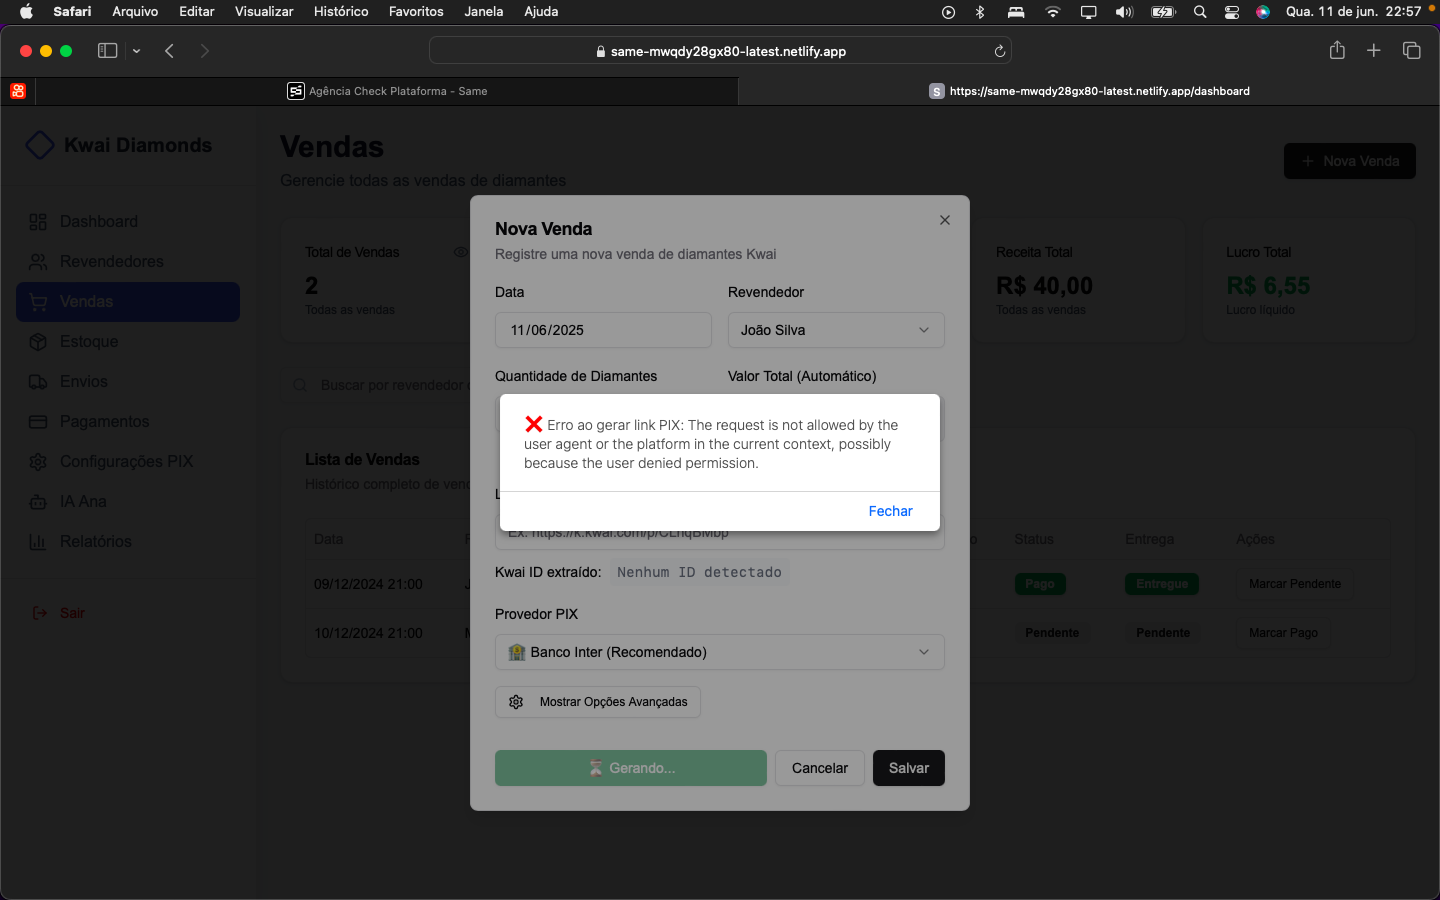 Safari Arquivo Editar Visualizar Histórico Favoritos Janela Ajuda Qua. 11 de jun. 22:57
same-mwqdy28gx80-latest.netlify.app
Agência Check Plataforma - Same
S https://same-mwqdy28gx80-latest.netlify.app/dashboard
Kwai Diamonds
Dashboard
Revendedores
Vendas
Estoque
Envios
Pagamentos
Configurações PIX
IA Ana
Relatórios
Sair
Vendas
Gerencie todas as vendas de diamantes
+ Nova Venda
Total de Vendas
2
Todas as vendas
Receita Total
R$ 40,00
Todas as vendas
Lucro Total
R$ 6,55
Lucro líquido
Buscar por revendedor
Lista de Vendas
Histórico completo de
Data Status Entrega Ações
09/12/2024 21:00 Pago Entregue Marcar Pendente
10/12/2024 21:00 Pendente Pendente Marcar Pago
Nova Venda
Registre uma nova venda de diamantes Kwai
Data
11/06/2025
Revendedor
João Silva
Quantidade de Diamantes
Valor Total (Automático)
❌ Erro ao gerar link PIX: The request is not allowed by the
user agent or the platform in the current context, possibly
because the user denied permission.
Fechar
Kwai ID extraído: Nenhum ID detectado
Provedor PIX
🏦 Banco Inter (Recomendado)
Mostrar Opções Avançadas
⏳ Gerando...
Cancelar
Salvar